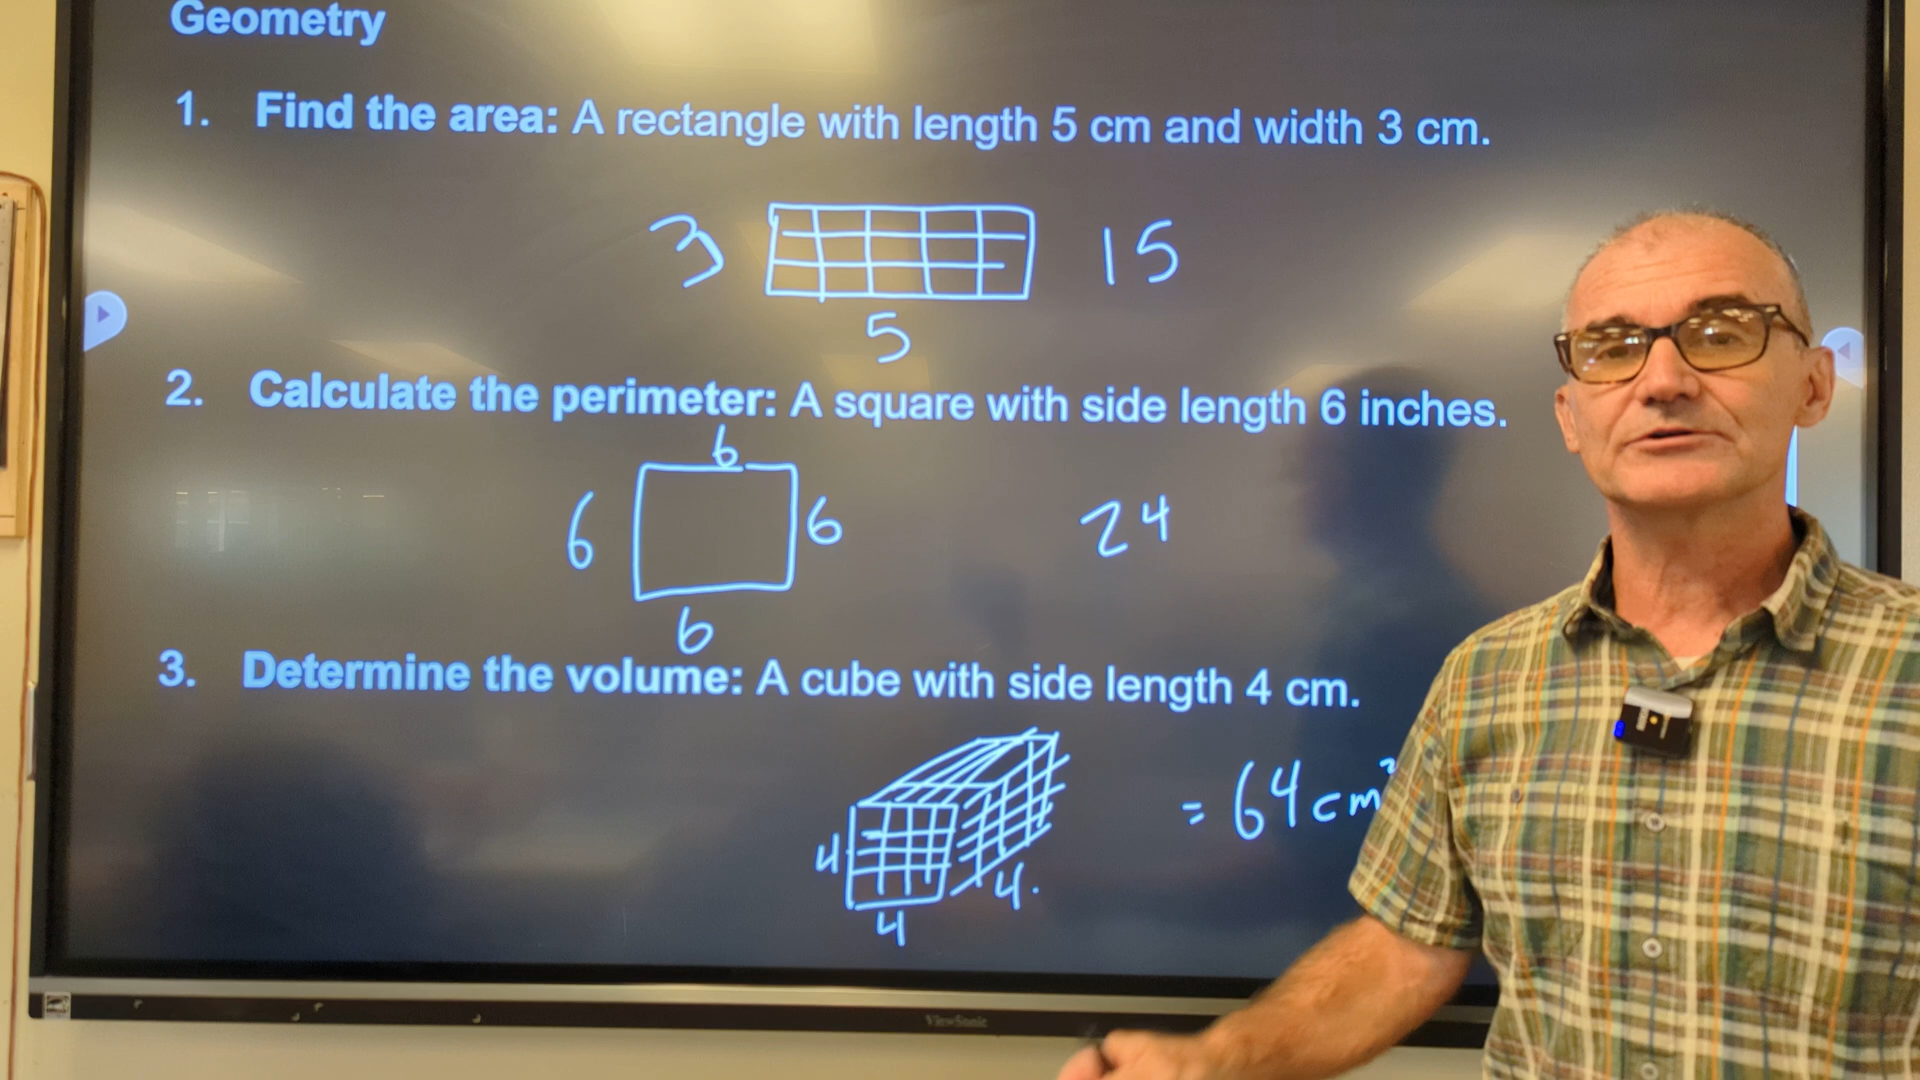 Geometry
1. Find the area: A rectangle with length 5 cm and width 3 cm.
3 15
5
2. Calculate the perimeter: A square with side length 6 inches.
6
6 6 24
6
3. Determine the volume: A cube with side length 4 cm.
= 64 cm
4 4.
4
ViewSonic